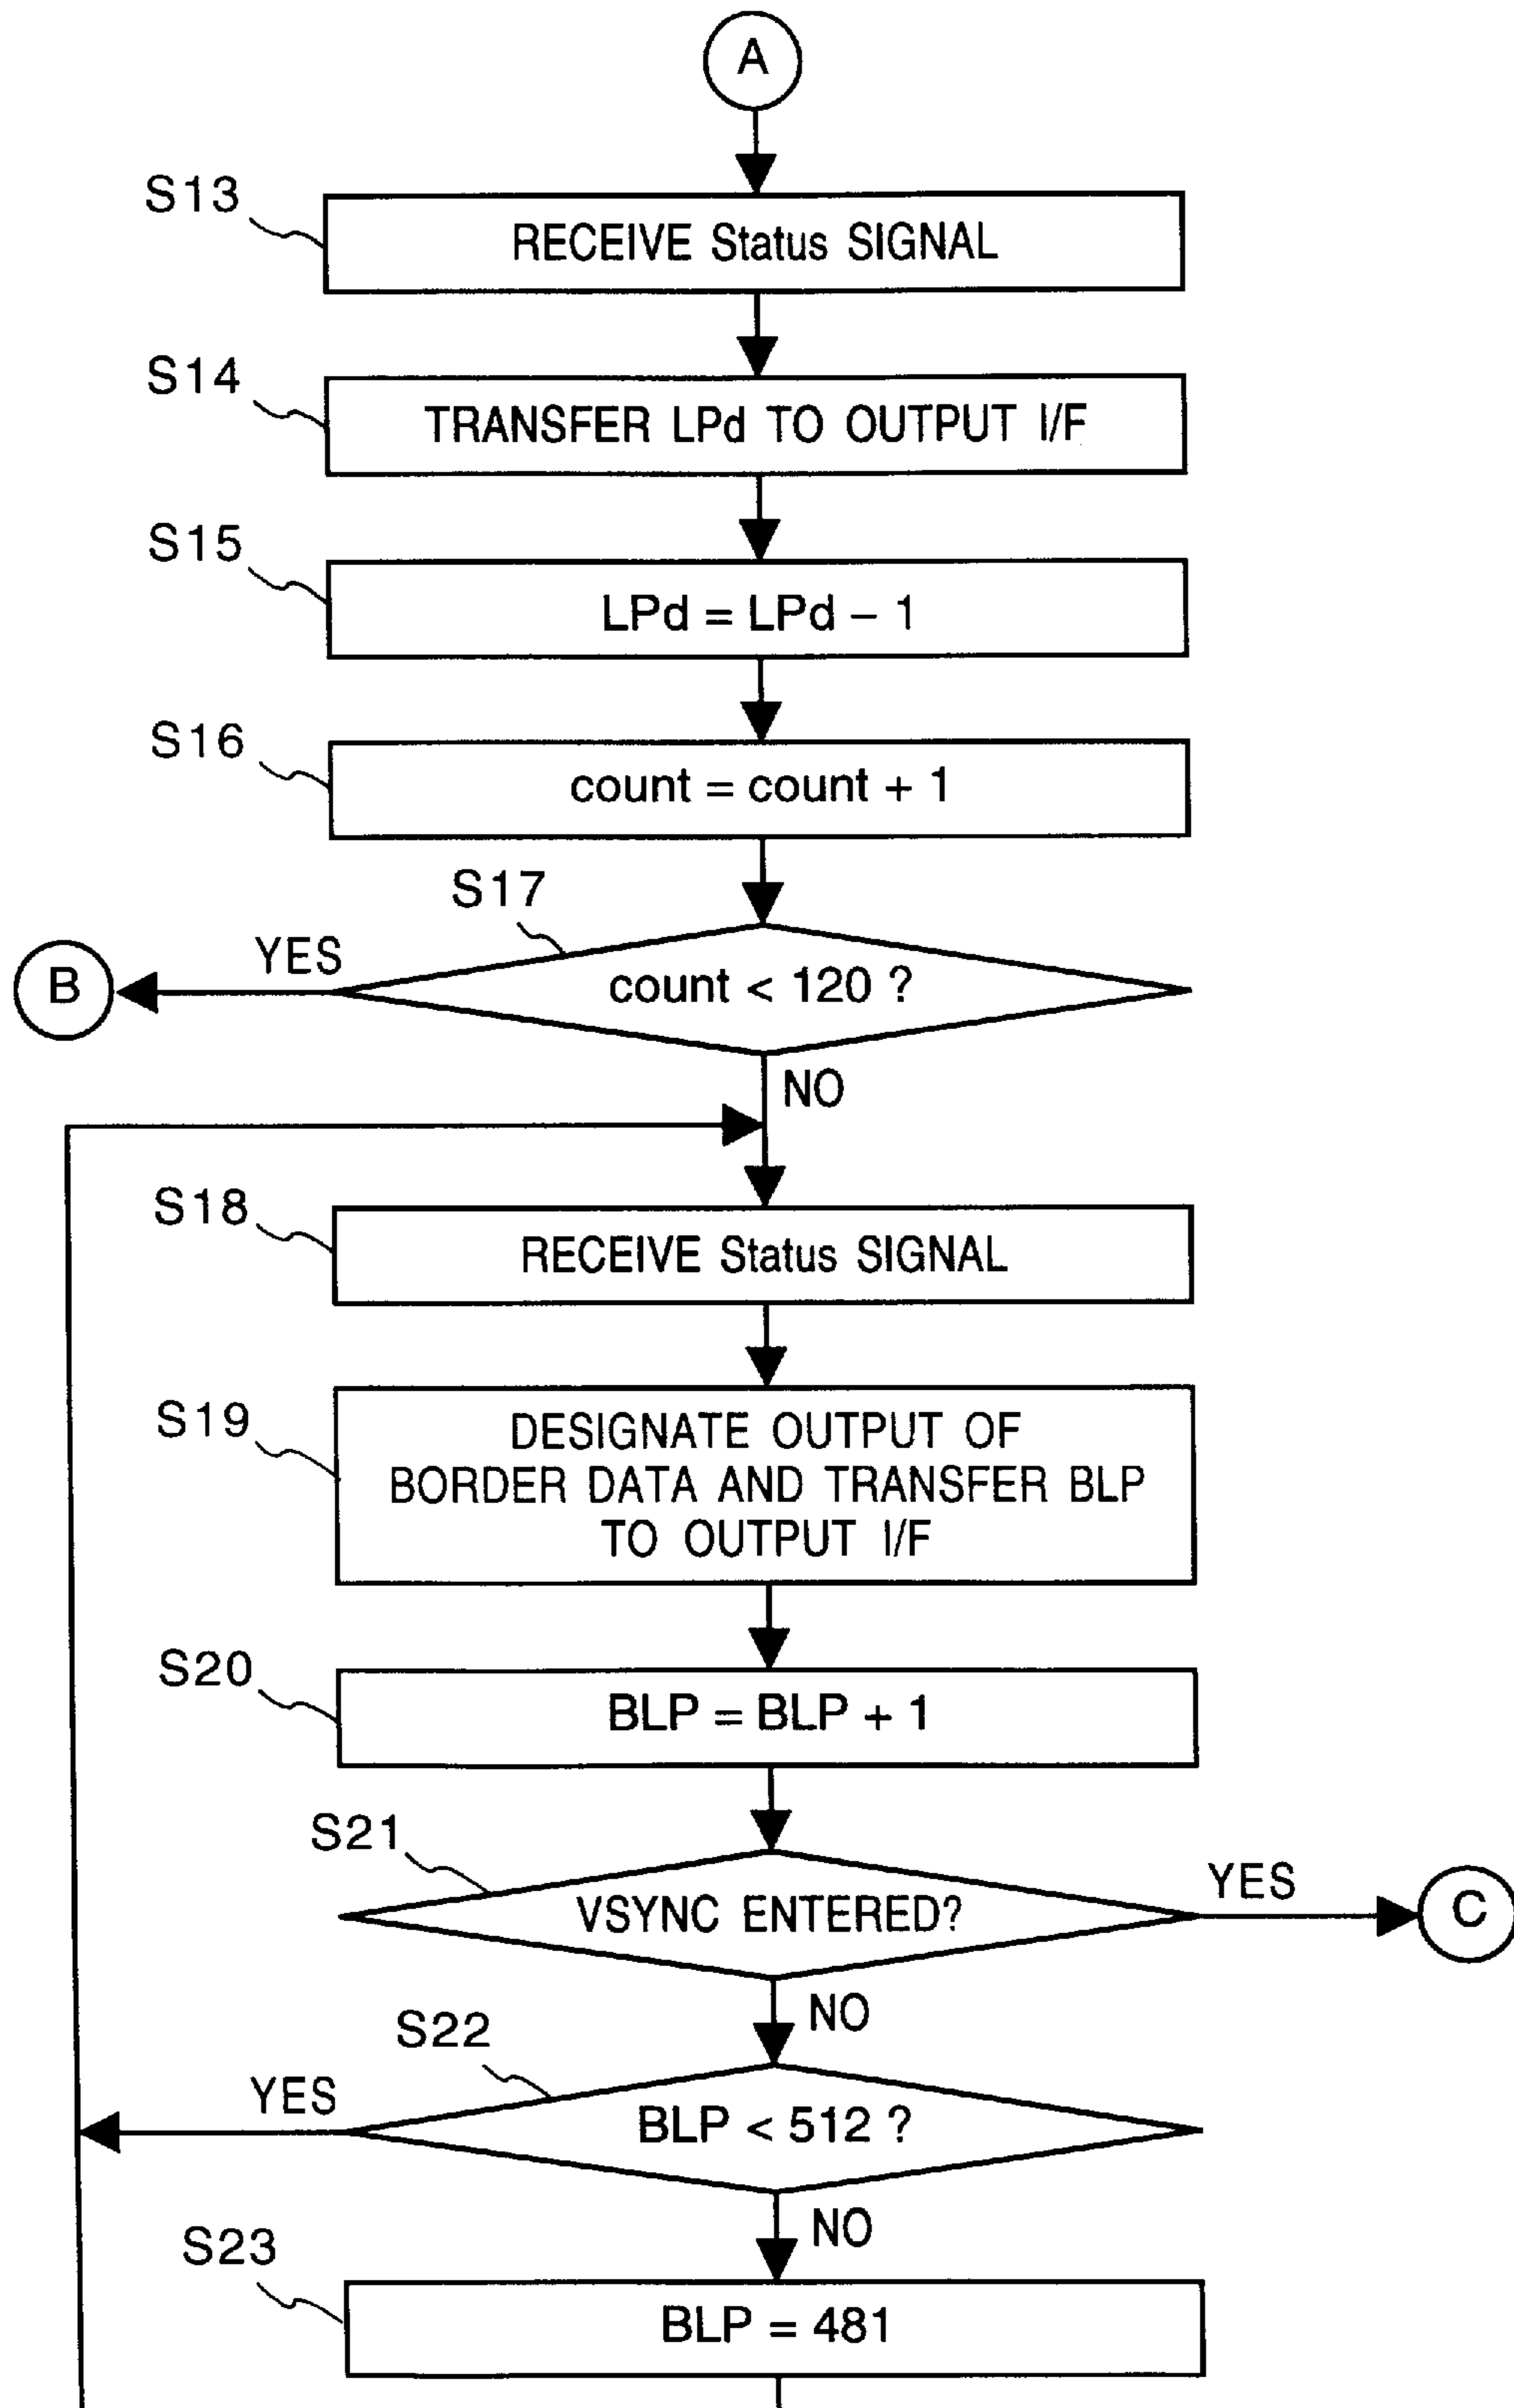 A
S13
RECEIVE Status SIGNAL
S14
TRANSFER LPd TO OUTPUT I/F
S15
LPd = LPd – 1
S16
count = count + 1
S17
YES
B
count < 120 ?
NO
S18
RECEIVE Status SIGNAL
S19
DESIGNATE OUTPUT OF
BORDER DATA AND TRANSFER BLP
TO OUTPUT I/F
S20
BLP = BLP + 1
S21
VSYNC ENTERED?
YES
C
NO
S22
YES
BLP < 512 ?
NO
S23
BLP = 481